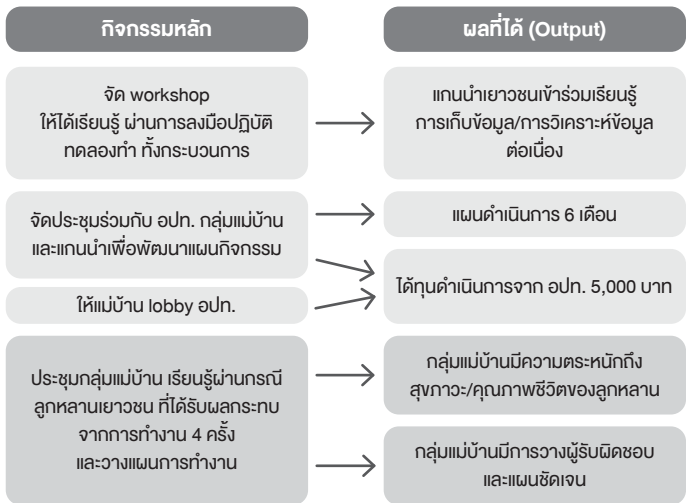 กิจกรรมหลัก
ผลที่ได้ (Output)
จัด workshop
ให้ได้เรียนรู้ ผ่านการลงมือปฏิบัติ
ทดลองทำ ทั้งกระบวนการ
แกนนำเยาวชนเข้าร่วมเรียนรู้
การเก็บข้อมูล/การวิเคราะห์ข้อมูล
ต่อเนื่อง
จัดประชุมร่วมกับ อปท. กลุ่มแม่บ้าน
และแกนนำเพื่อพัฒนาแผนกิจกรรม
แผนดำเนินการ 6 เดือน
ให้แม่บ้าน lobby อปท.
ได้ทุนดำเนินการจาก อปท. 5,000 บาท
ประชุมกลุ่มแม่บ้าน เรียนรู้ผ่านกรณี
ลูกหลานเยาวชน ที่ได้รับผลกระทบ
จากการทำงาน 4 ครั้ง
และวางแผนการทำงาน
กลุ่มแม่บ้านมีความตระหนักถึง
สุขภาวะ/คุณภาพชีวิตของลูกหลาน
กลุ่มแม่บ้านมีการวางผู้รับผิดชอบ
และแผนชัดเจน